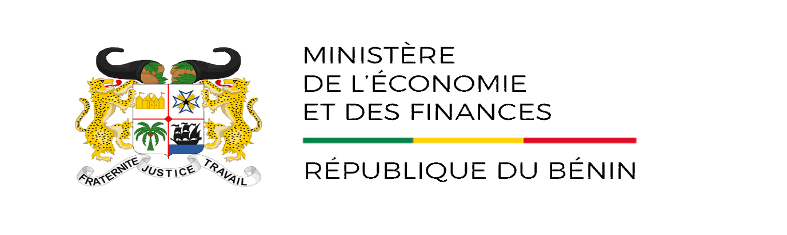 MINISTÈRE
DE L'ÉCONOMIE
ET DES FINANCES
RÉPUBLIQUE DU BÉNIN
FRATERNITE JUSTICE TRAVAIL